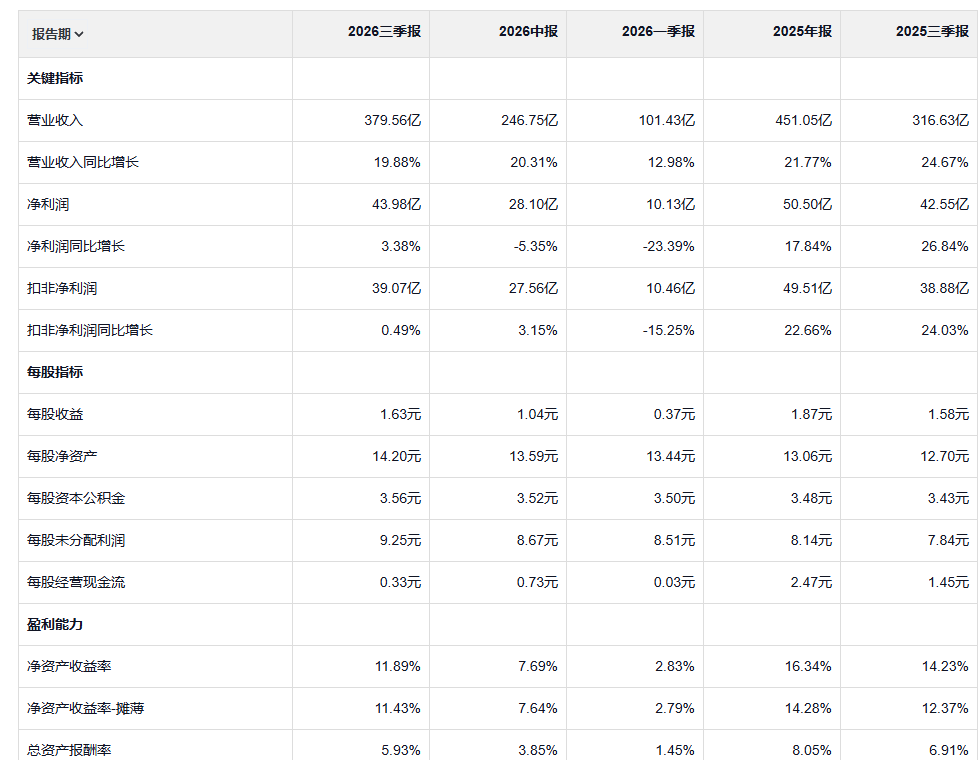 报告期 2026三季报 2026中报 2026一季报 2025年报 2025三季报
关键指标
营业收入 379.56亿 246.75亿 101.43亿 451.05亿 316.63亿
营业收入同比增长 19.88% 20.31% 12.98% 21.77% 24.67%
净利润 43.98亿 28.10亿 10.13亿 50.50亿 42.55亿
净利润同比增长 3.38% -5.35% -23.39% 17.84% 26.84%
扣非净利润 39.07亿 27.56亿 10.46亿 49.51亿 38.88亿
扣非净利润同比增长 0.49% 3.15% -15.25% 22.66% 24.03%
每股指标
每股收益 1.63元 1.04元 0.37元 1.87元 1.58元
每股净资产 14.20元 13.59元 13.44元 13.06元 12.70元
每股资本公积金 3.56元 3.52元 3.50元 3.48元 3.43元
每股未分配利润 9.25元 8.67元 8.51元 8.14元 7.84元
每股经营现金流 0.33元 0.73元 0.03元 2.47元 1.45元
盈利能力
净资产收益率 11.89% 7.69% 2.83% 16.34% 14.23%
净资产收益率-摊薄 11.43% 7.64% 2.79% 14.28% 12.37%
总资产报酬率 5.93% 3.85% 1.45% 8.05% 6.91%